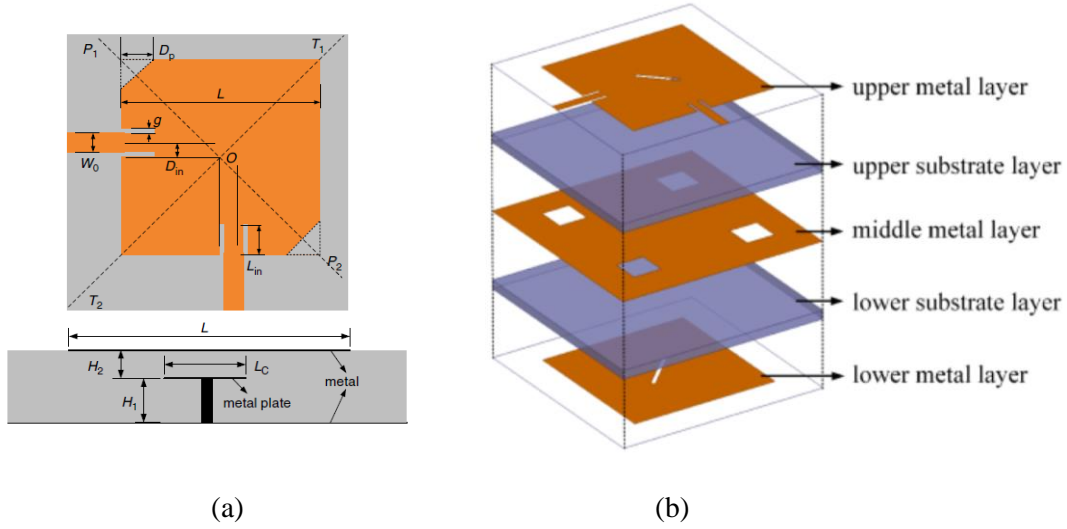 P1
Dp
T1
L
g
W0
Din
O
Lin
P2
T2
L
H2
LC
metal
H1
metal plate
(a)
upper metal layer
upper substrate layer
middle metal layer
lower substrate layer
lower metal layer
(b)